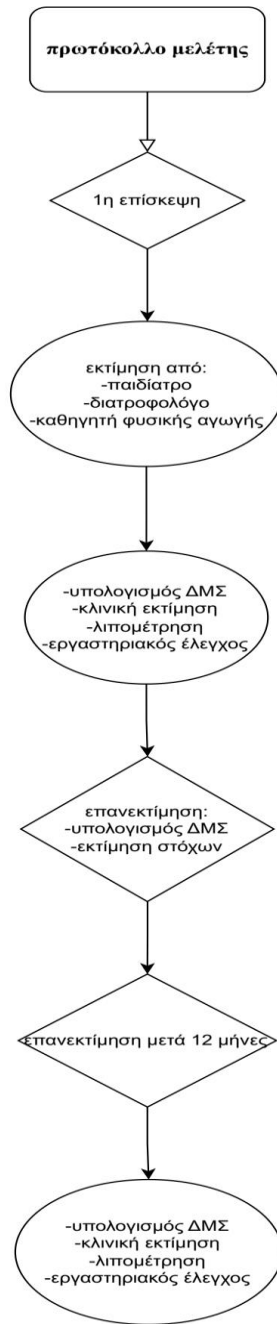 πρωτόκολλο μελέτης
1η επίσκεψη
εκτίμηση από:
-παιδίατρο
-διατροφολόγο
-καθηγητή φυσικής αγωγής
-υπολογισμός ΔΜΣ
-κλινική εκτίμηση
-λιπομέτρηση
-εργαστηριακός έλεγχος
επανεκτίμηση:
-υπολογισμός ΔΜΣ
-εκτίμηση στόχων
επανεκτίμηση μετά 12 μήνες
-υπολογισμός ΔΜΣ
-κλινική εκτίμηση
-λιπομέτρηση
-εργαστηριακός έλεγχος